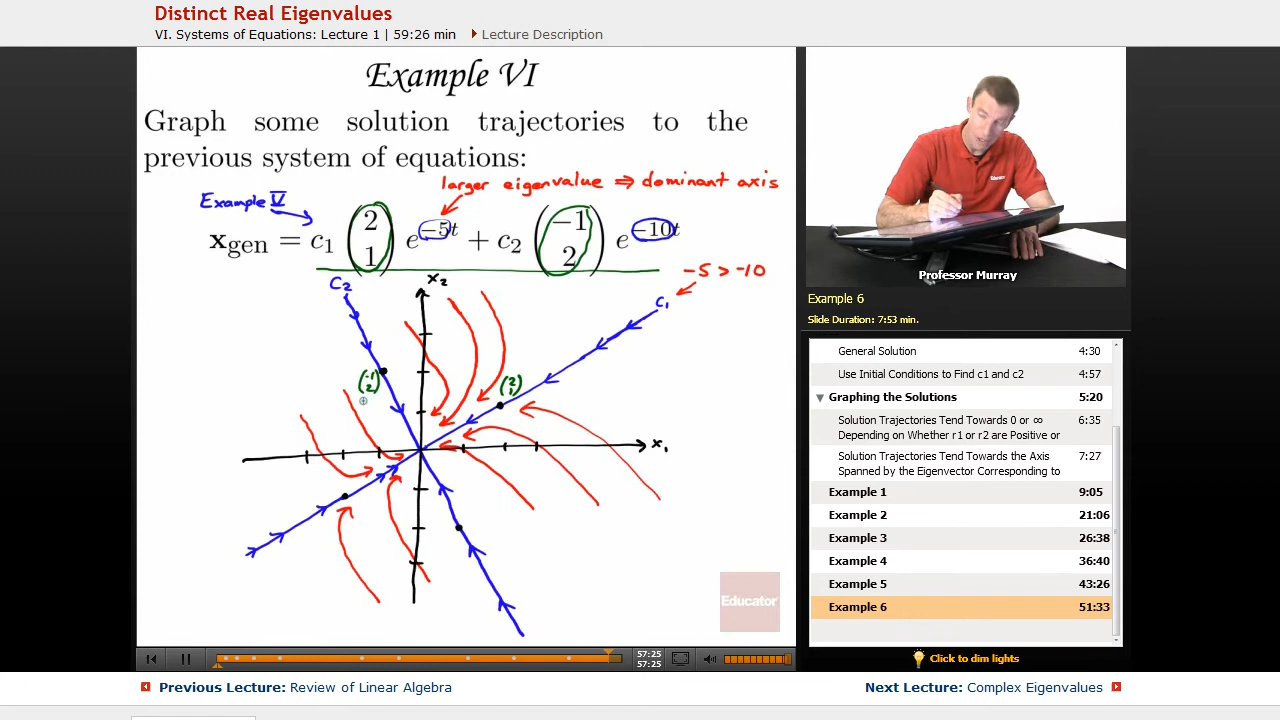 Distinct Real Eigenvalues
VI. Systems of Equations: Lecture 1 | 59:26 min
Lecture Description
Example VI
Graph some solution trajectories to the
previous system of equations:
larger eigenvalue ⇒ dominant axis
Example V
x_gen = c₁ (2 1) e^−5t + c₂ (−1 2) e^−10t
-5 > -10
C₂
x₂
C₁
(-1 2)
(2 1)
x₁
Educator
57:25
57:25
Educator
Professor Murray
Example 6
Slide Duration: 7:53 min.
General Solution 4:30
Use Initial Conditions to Find c1 and c2 4:57
Graphing the Solutions 5:20
Solution Trajectories Tend Towards 0 or ∞ 6:35
Depending on Whether r1 or r2 are Positive or
Solution Trajectories Tend Towards the Axis 7:27
Spanned by the Eigenvector Corresponding to
Example 1 9:05
Example 2 21:06
Example 3 26:38
Example 4 36:40
Example 5 43:26
Example 6 51:33
Click to dim lights
Previous Lecture: Review of Linear Algebra
Next Lecture: Complex Eigenvalues